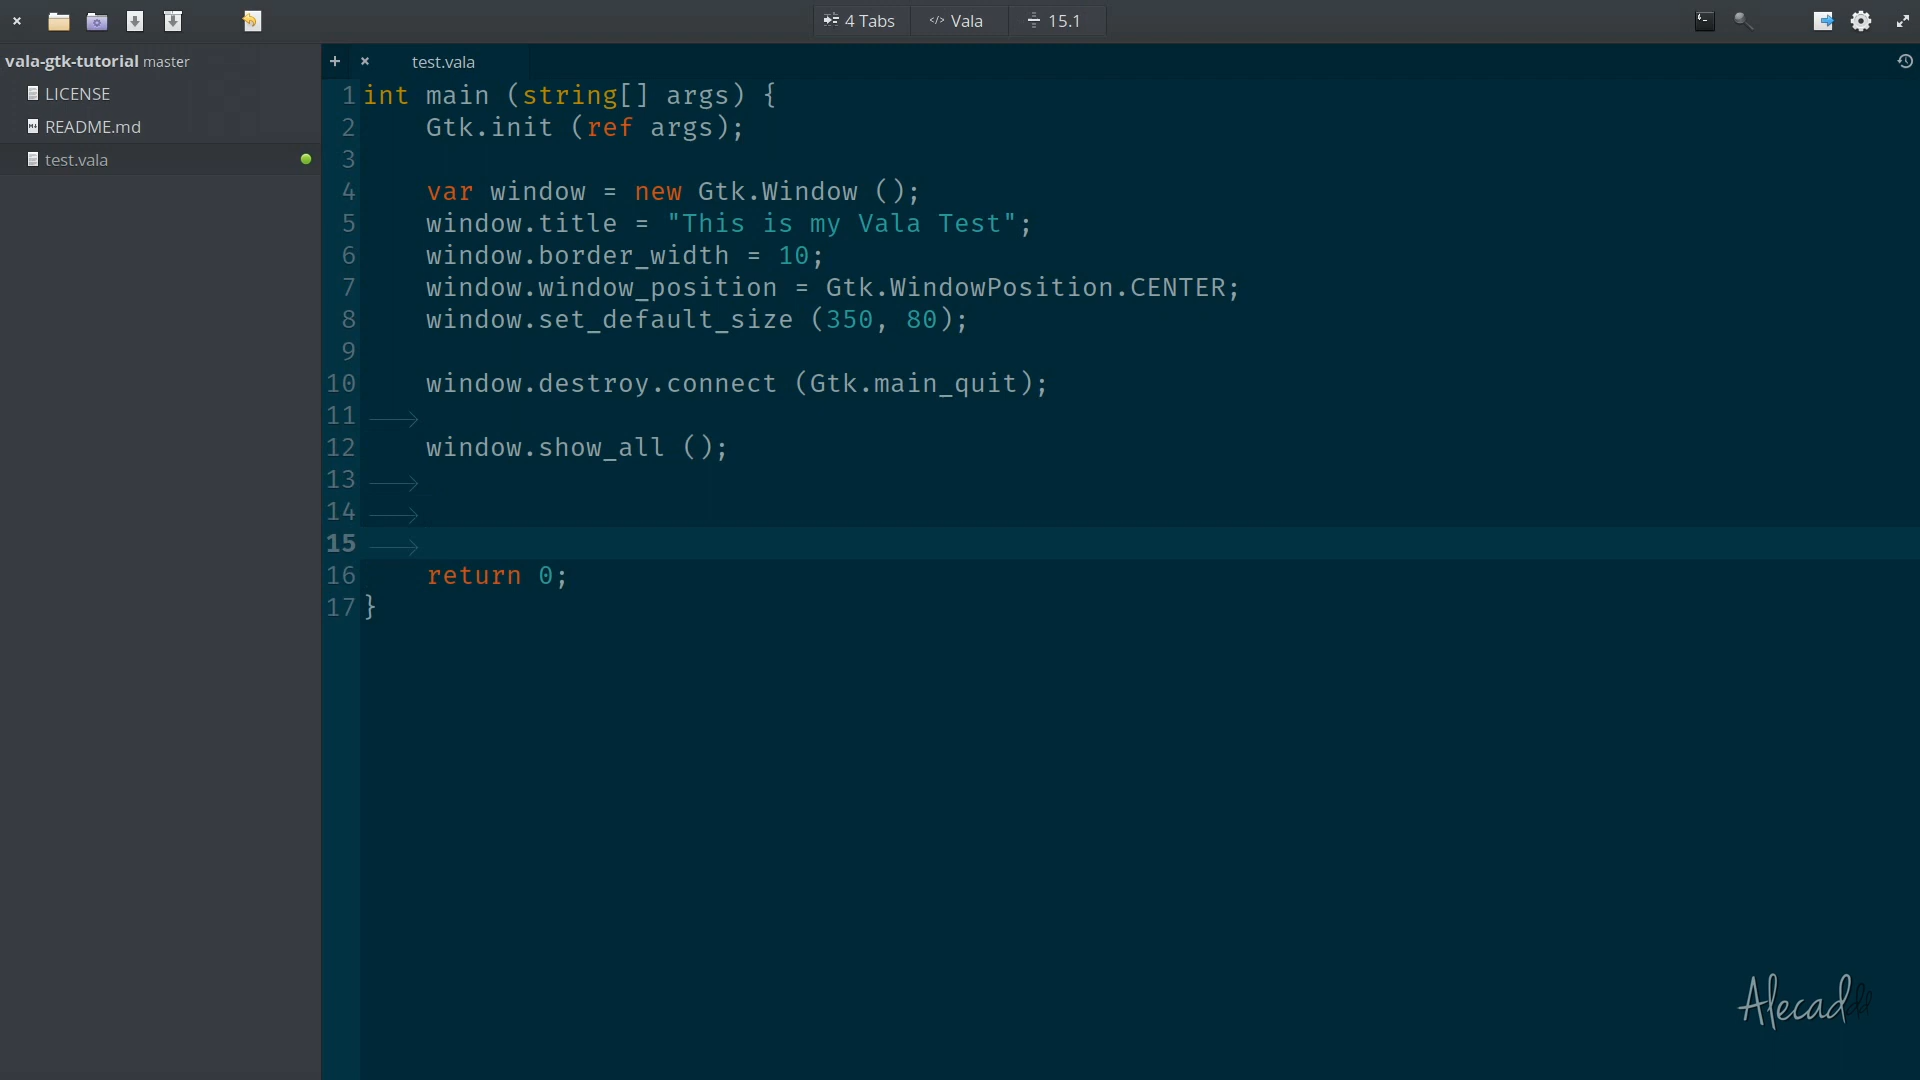 4 Tabs
</> Vala
15.1
vala-gtk-tutorial master
LICENSE
README.md
test.vala
+ × test.vala
1 int main (string[] args) {
2     Gtk.init (ref args);
3
4     var window = new Gtk.Window ();
5     window.title = "This is my Vala Test";
6     window.border_width = 10;
7     window.window_position = Gtk.WindowPosition.CENTER;
8     window.set_default_size (350, 80);
9
10     window.destroy.connect (Gtk.main_quit);
11
12     window.show_all ();
13
14
15
16     return 0;
17 }
Alecaddd